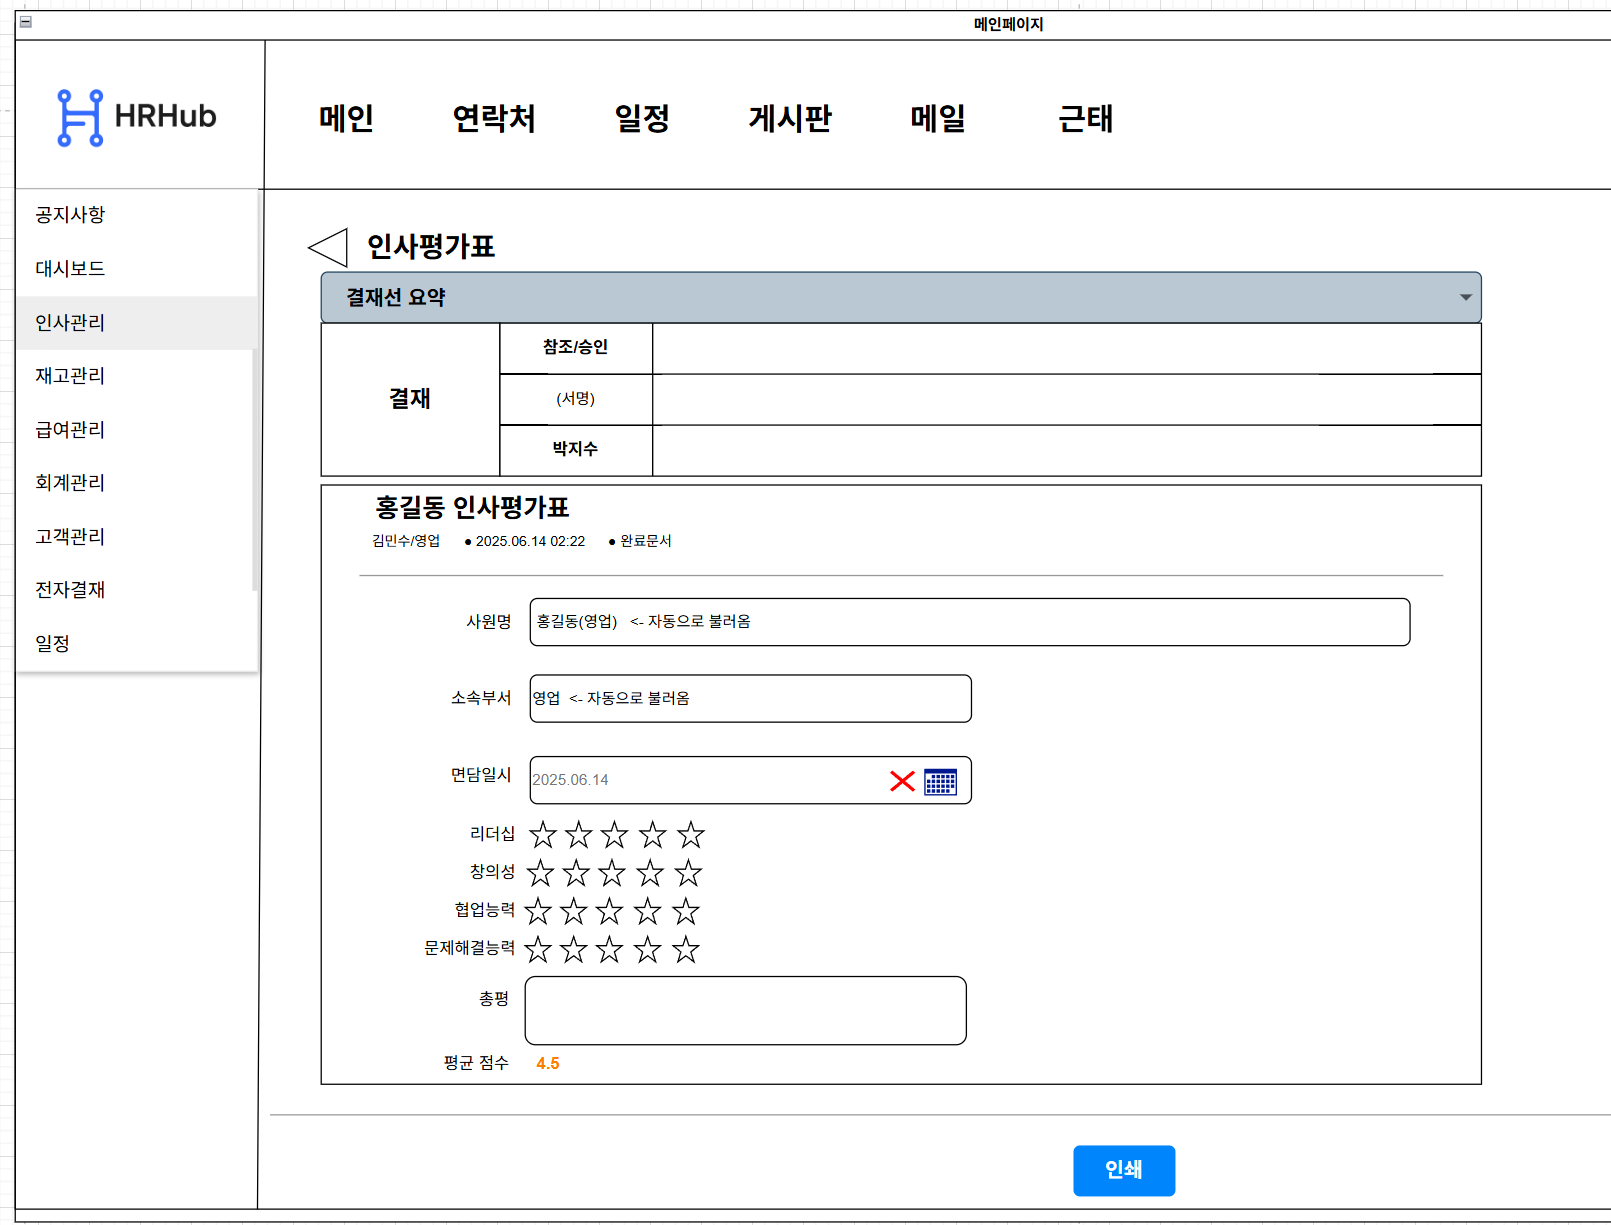 메인페이지
HRHub
메인 연락처 일정 게시판 메일 근태
공지사항
대시보드
인사관리
재고관리
급여관리
회계관리
고객관리
전자결재
일정
인사평가표
결재선 요약
결재
참조/승인
(서명)
박지수
홍길동 인사평가표
김민수/영업 ● 2025.06.14 02:22 ● 완료문서
사원명 홍길동(영업) <- 자동으로 불러옴
소속부서 영업 <- 자동으로 불러옴
면담일시 2025.06.14
리더십
창의성
협업능력
문제해결능력
총평
평균 점수 4.5
인쇄